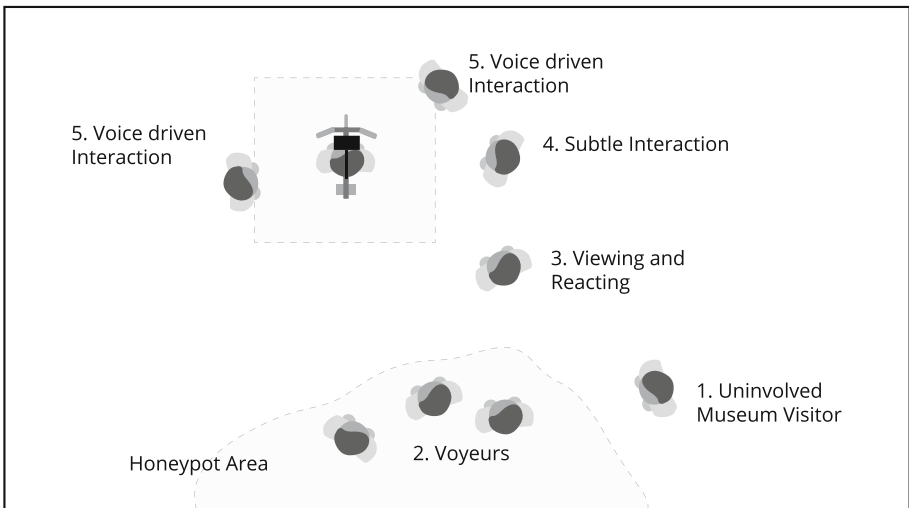 5. Voice driven
Interaction
5. Voice driven
Interaction
4. Subtle Interaction
3. Viewing and
Reacting
1. Uninvolved
Museum Visitor
2. Voyeurs
Honeypot Area